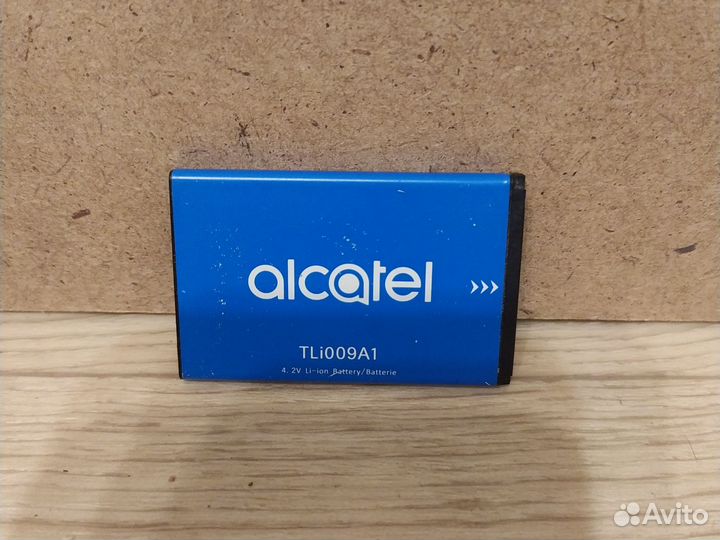 alcatel
>>>
TLi009A1
4.2V Li-ion Battery/Batterie
Avito